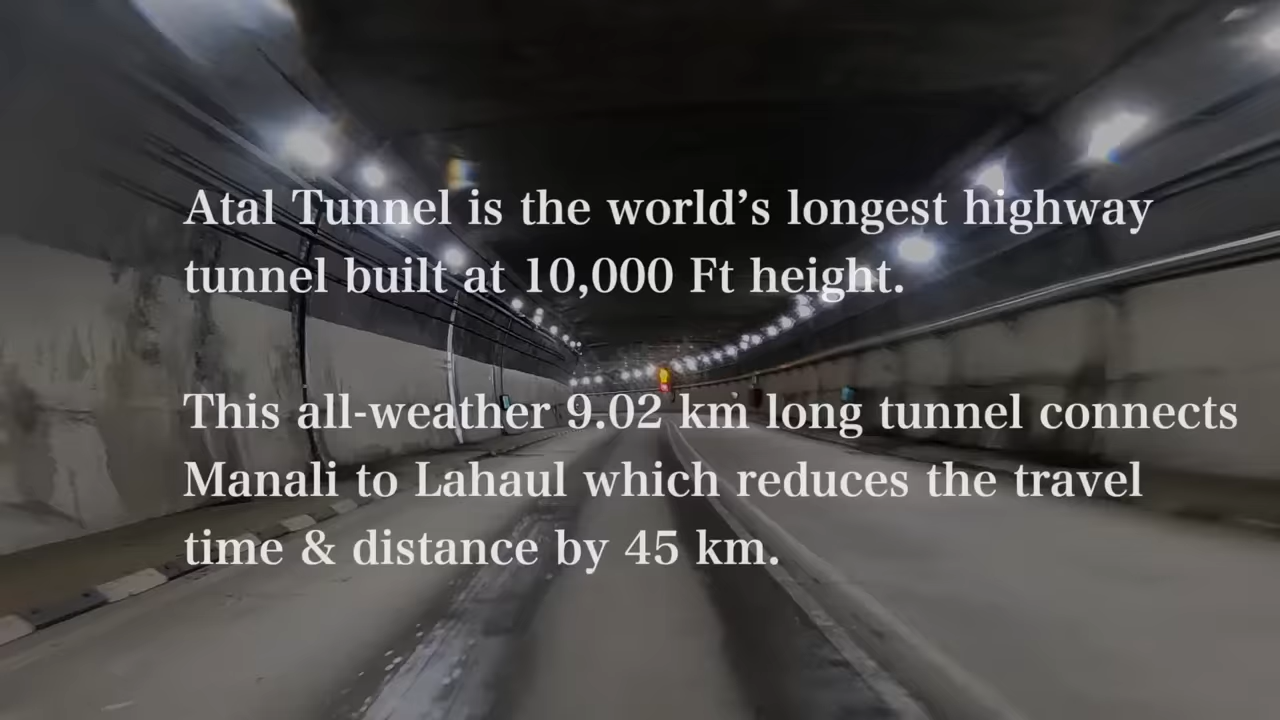 Atal Tunnel is the world’s longest highway
tunnel built at 10,000 Ft height.
This all-weather 9.02 km long tunnel connects
Manali to Lahaul which reduces the travel
time & distance by 45 km.